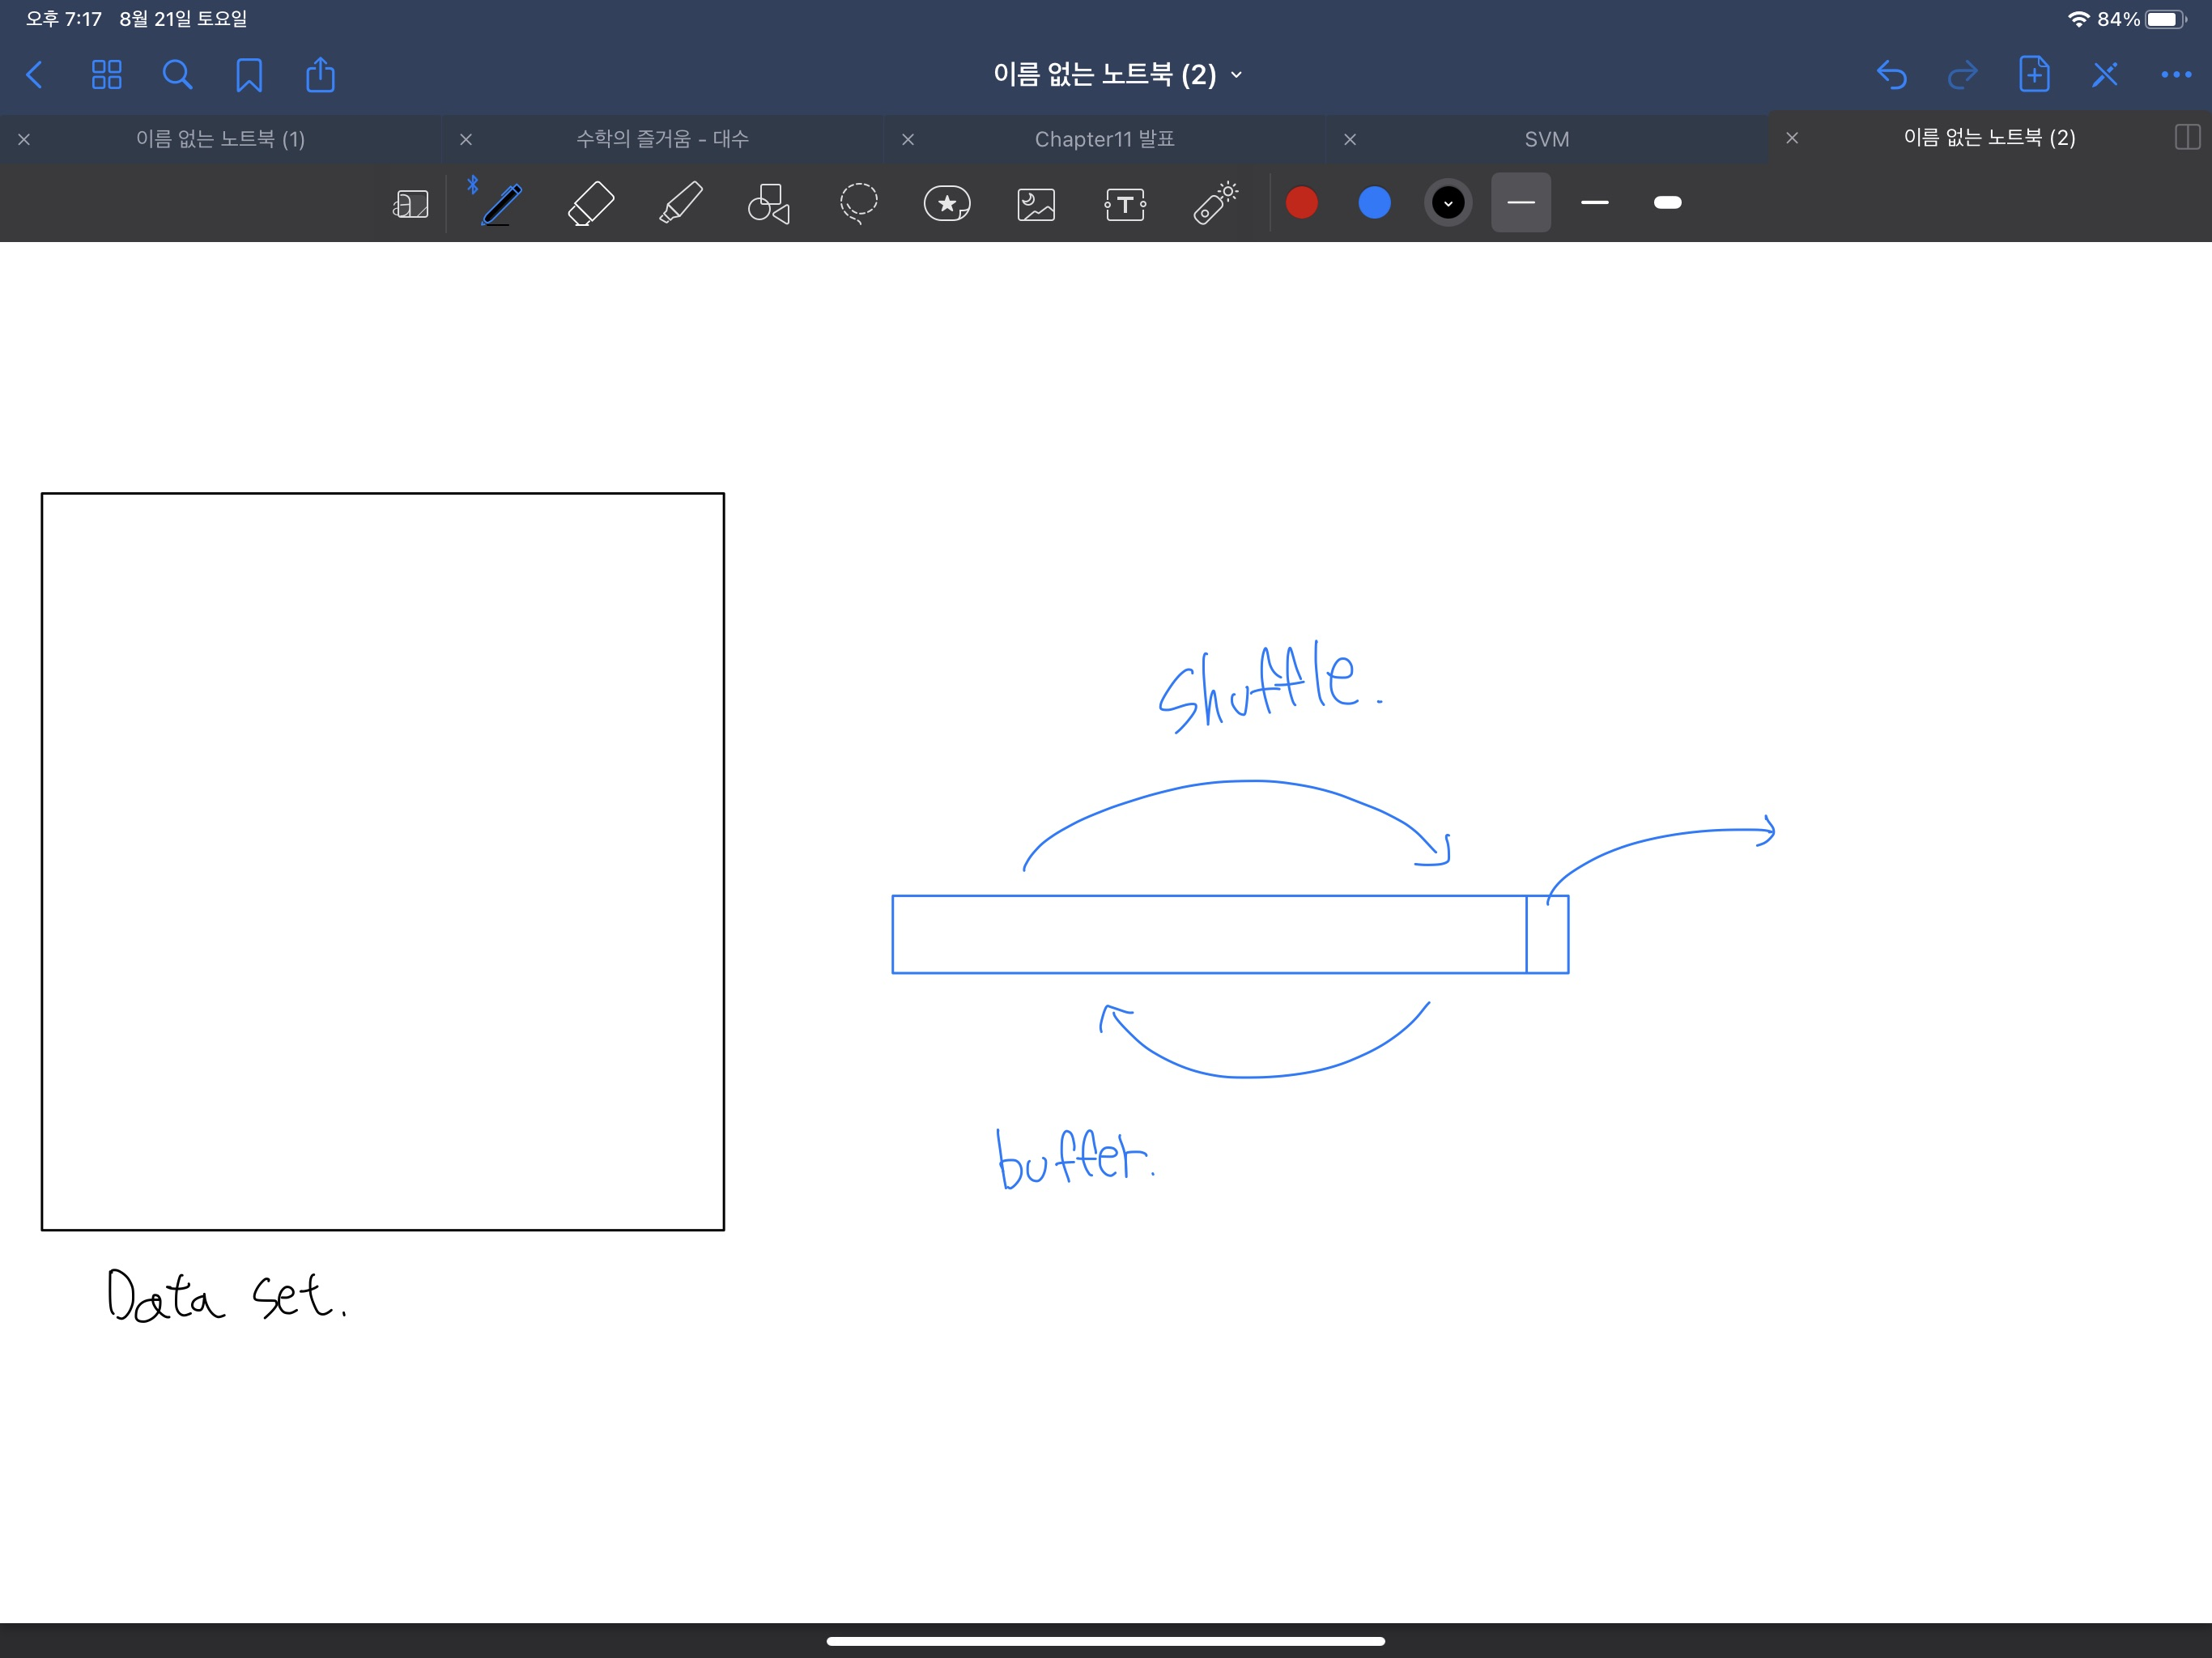 오후 7:17 8월 21일 토요일
84%
이름 없는 노트북 (2)
이름 없는 노트북 (1)
수학의 즐거움 - 대수
Chapter11 발표
SVM
이름 없는 노트북 (2)
T
Shuffle.
buffer.
Data set.